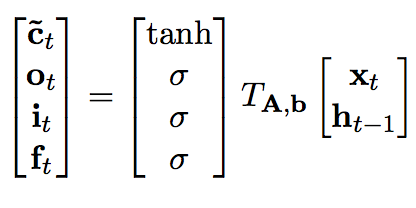 [c̃_t] = [tanh] T_{A,b} [x_t]
[o_t] [σ] [h_{t−1}]
[i_t] [σ]
[f_t] [σ]